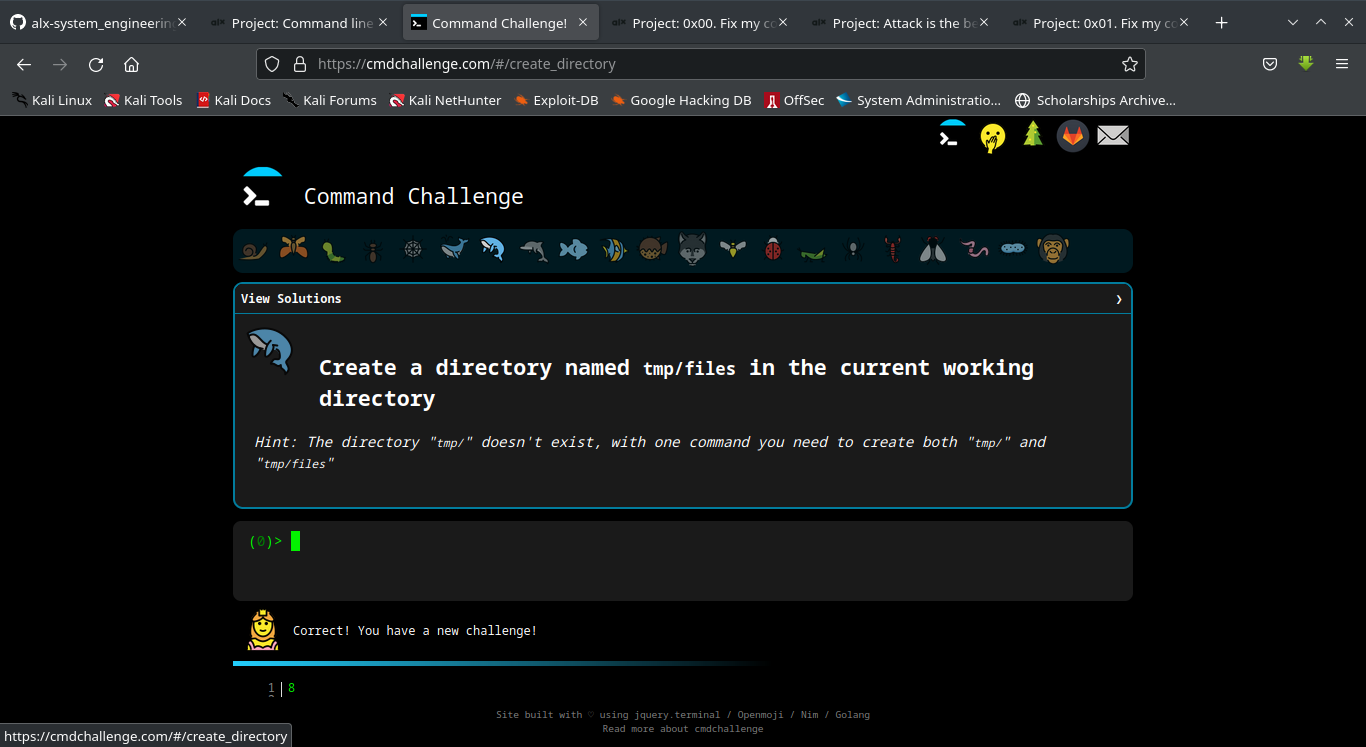 alx-system_engineerin
Project: Command line
Command Challenge!
Project: 0x00. Fix my co
Project: Attack is the be
Project: 0x01. Fix my co
https://cmdchallenge.com/#/create_directory
Kali Linux
Kali Tools
Kali Docs
Kali Forums
Kali NetHunter
Exploit-DB
Google Hacking DB
OffSec
System Administratio...
Scholarships Archive...
Command Challenge
View Solutions
Create a directory named tmp/files in the current working
directory
Hint: The directory "tmp/" doesn't exist, with one command you need to create both "tmp/" and
"tmp/files"
(0)>
Correct! You have a new challenge!
1 8
Site built with ♡ using jquery.terminal / Openmoji / Nim / Golang
Read more about cmdchallenge
https://cmdchallenge.com/#/create_directory